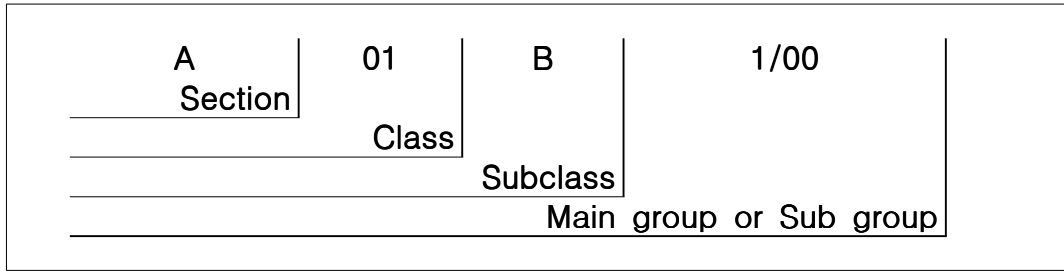 A 01 B 1/00
Section
Class
Subclass
Main group or Sub group